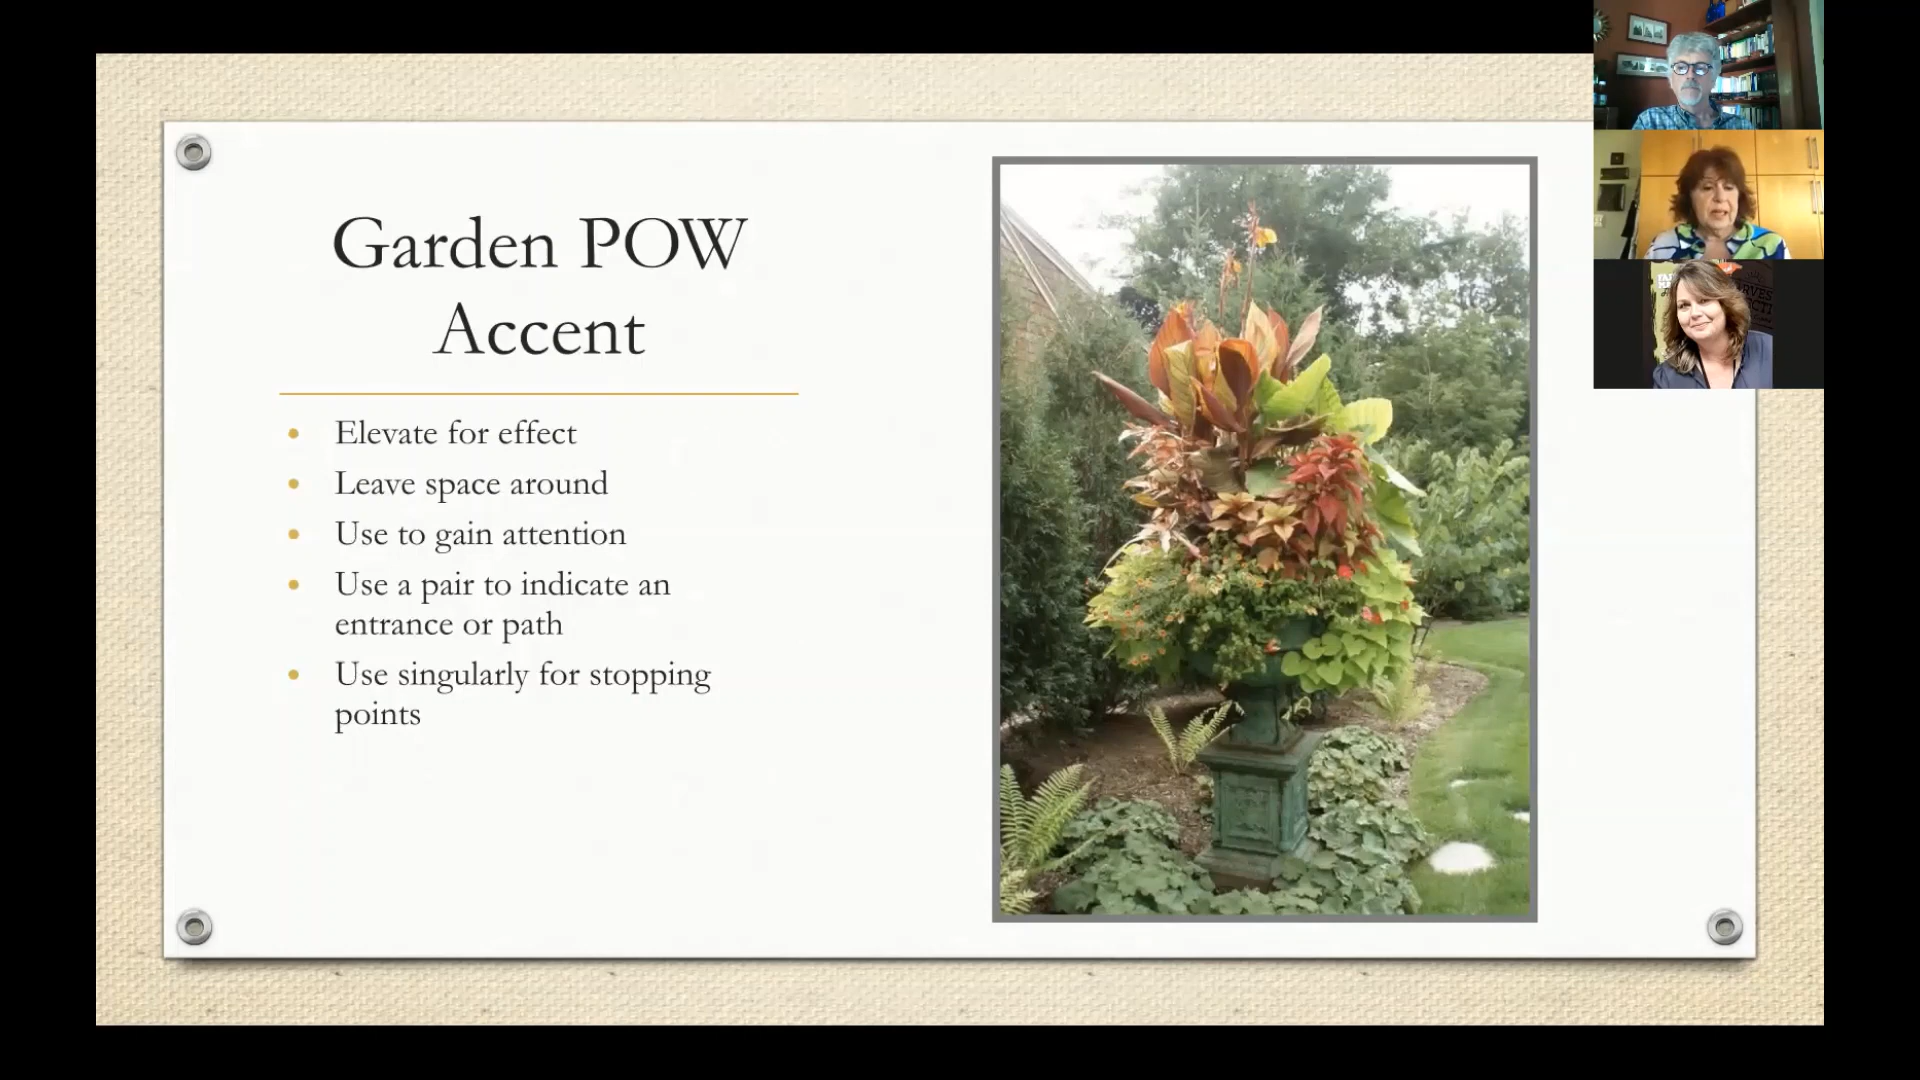 Garden POW
Accent
Elevate for effect
Leave space around
Use to gain attention
Use a pair to indicate an
entrance or path
Use singularly for stopping
points